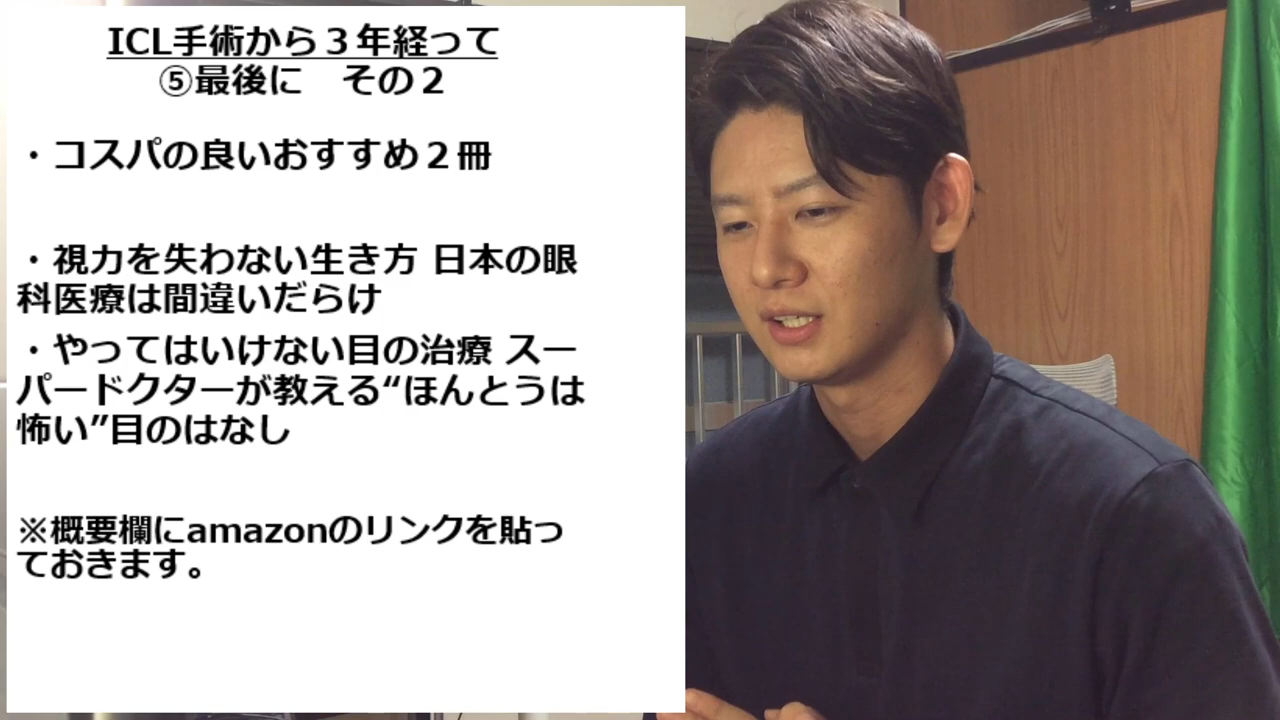 ICL手術から３年経って
⑤最後に　その２
・コスパの良いおすすめ２冊
・視力を失わない生き方 日本の眼
科医療は間違いだらけ
・やってはいけない目の治療 スー
パードクターが教える“ほんとうは
怖い”目のはなし
※概要欄にamazonのリンクを貼っ
ておきます。